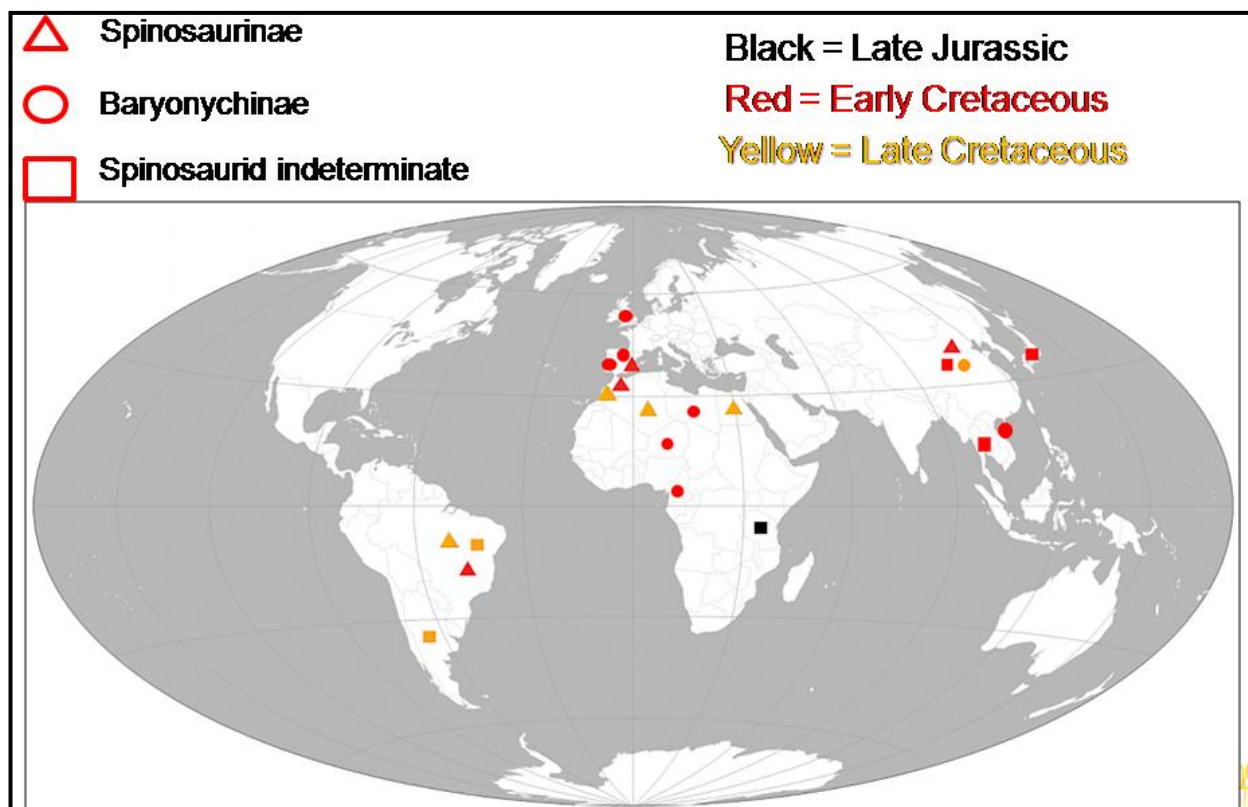 Spinosaurinae
Baryonychinae
Spinosaurid indeterminate
Black = Late Jurassic
Red = Early Cretaceous
Yellow = Late Cretaceous